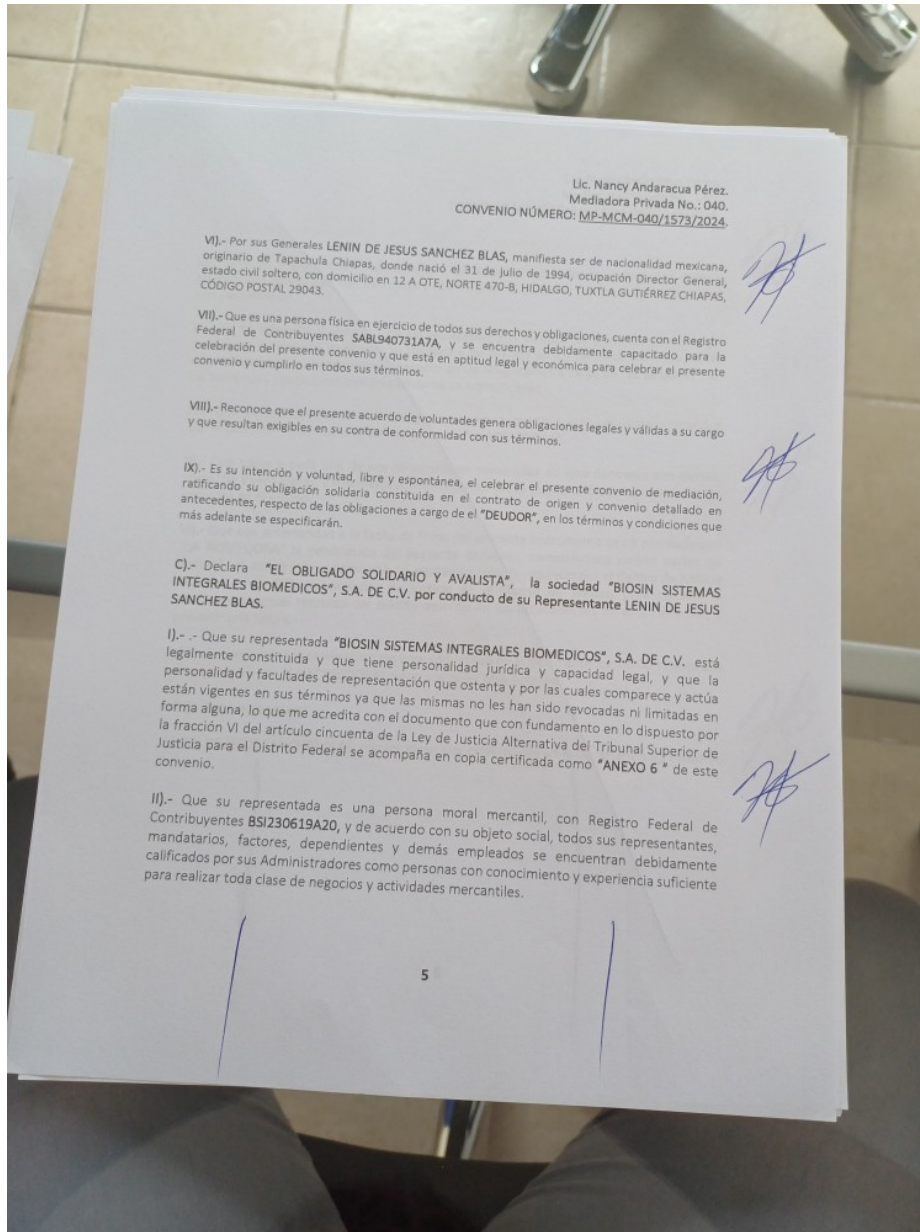 Lic. Nancy Andaracua Pérez.
Mediadora Privada No.: 040.
CONVENIO NÚMERO: MP-MCM-040/1573/2024.
VI).- Por sus Generales LENIN DE JESUS SANCHEZ BLAS, manifiesta ser de nacionalidad mexicana,
originario de Tapachula Chiapas, donde nació el 31 de julio de 1994, ocupación Director General,
estado civil soltero, con domicilio en 12 A OTE, NORTE 470-B, HIDALGO, TUXTLA GUTIÉRREZ CHIAPAS,
CÓDIGO POSTAL 29043.
VII).- Que es una persona física en ejercicio de todos sus derechos y obligaciones, cuenta con el Registro
Federal de Contribuyentes SABL940731A7A, y se encuentra debidamente capacitado para la
celebración del presente convenio y que está en aptitud legal y económica para celebrar el presente
convenio y cumplirlo en todos sus términos.
VIII).- Reconoce que el presente acuerdo de voluntades genera obligaciones legales y válidas a su cargo
y que resultan exigibles en su contra de conformidad con sus términos.
IX).- Es su intención y voluntad, libre y espontánea, el celebrar el presente convenio de mediación,
ratificando su obligación solidaria constituida en el contrato de origen y convenio detallado en
antecedentes, respecto de las obligaciones a cargo de el "DEUDOR", en los términos y condiciones que
más adelante se especificarán.
C).- Declara "EL OBLIGADO SOLIDARIO Y AVALISTA", la sociedad "BIOSIN SISTEMAS
INTEGRALES BIOMEDICOS", S.A. DE C.V. por conducto de su Representante LENIN DE JESUS
SANCHEZ BLAS.
I).- .- Que su representada "BIOSIN SISTEMAS INTEGRALES BIOMEDICOS", S.A. DE C.V. está
legalmente constituida y que tiene personalidad jurídica y capacidad legal, y que la
personalidad y facultades de representación que ostenta y por las cuales comparece y actúa
están vigentes en sus términos ya que las mismas no les han sido revocadas ni limitadas en
forma alguna, lo que me acredita con el documento que con fundamento en lo dispuesto por
la fracción VI del artículo cincuenta de la Ley de Justicia Alternativa del Tribunal Superior de
Justicia para el Distrito Federal se acompaña en copia certificada como "ANEXO 6 " de este
convenio.
II).- Que su representada es una persona moral mercantil, con Registro Federal de
Contribuyentes BSI230619A20, y de acuerdo con su objeto social, todos sus representantes,
mandatarios, factores, dependientes y demás empleados se encuentran debidamente
calificados por sus Administradores como personas con conocimiento y experiencia suficiente
para realizar toda clase de negocios y actividades mercantiles.
5